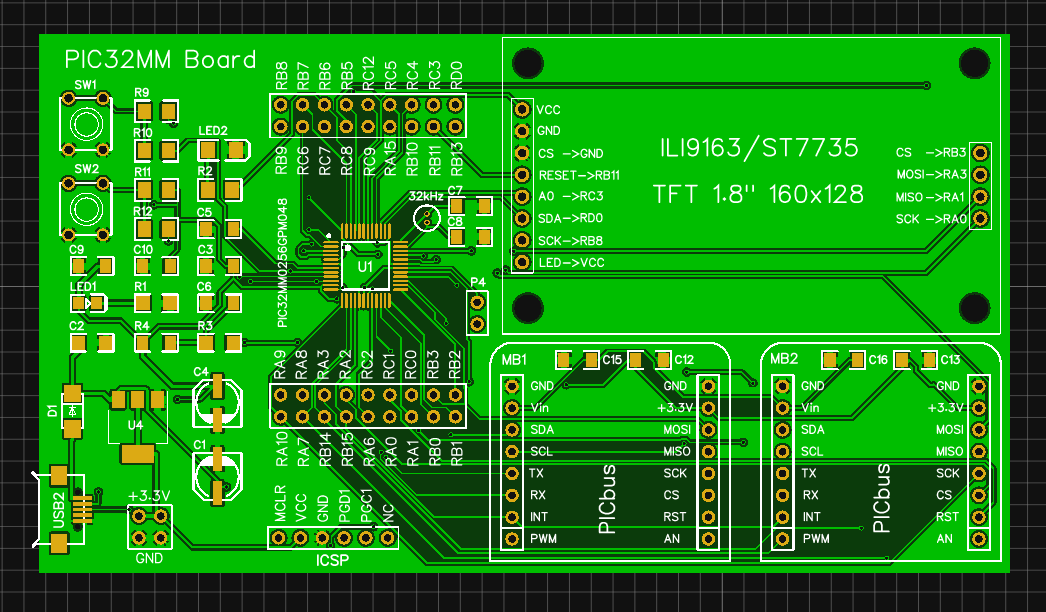 PIC32MM Board
SW1
R9
R10
LED2
SW2
R11
R2
R12
C5
C9
C10
C3
LED1
R1
C6
C2
R4
R3
RB8 RB7 RB6 RB5 RC12 RC5 RC4 RC3 RD0
RB9 RC6 RC7 RC8 RC9 RA15 RB10 RB11 RB13
PIC32MM0256GPM048
U1
32kHz
C7
C8
P4
VCC
GND
CS ->GND
RESET->RB11
A0 ->RC3
SDA->RD0
SCK->RB8
LED->VCC
ILI9163/ST7735
TFT 1.8" 160x128
CS ->RB3
MOSI->RA3
MISO->RA1
SCK ->RA0
RA9 RA8 RA3 RA2 RC2 RC1 RC0 RB3 RB2
RA10 RA7 RB14 RB15 RA6 RA0 RA1 RB0 RB1
D1
U4
C4
C1
USB2
+3.3V
GND
MCLR VCC GND PGD1 PGC1 NC
ICSP
MB1
C15
C12
GND
Vin
SDA
SCL
TX
RX
INT
PWM
PICbus
GND
+3.3V
MOSI
MISO
SCK
CS
RST
AN
MB2
C16
C13
GND
Vin
SDA
SCL
TX
RX
INT
PWM
PICbus
GND
+3.3V
MOSI
MISO
SCK
CS
RST
AN